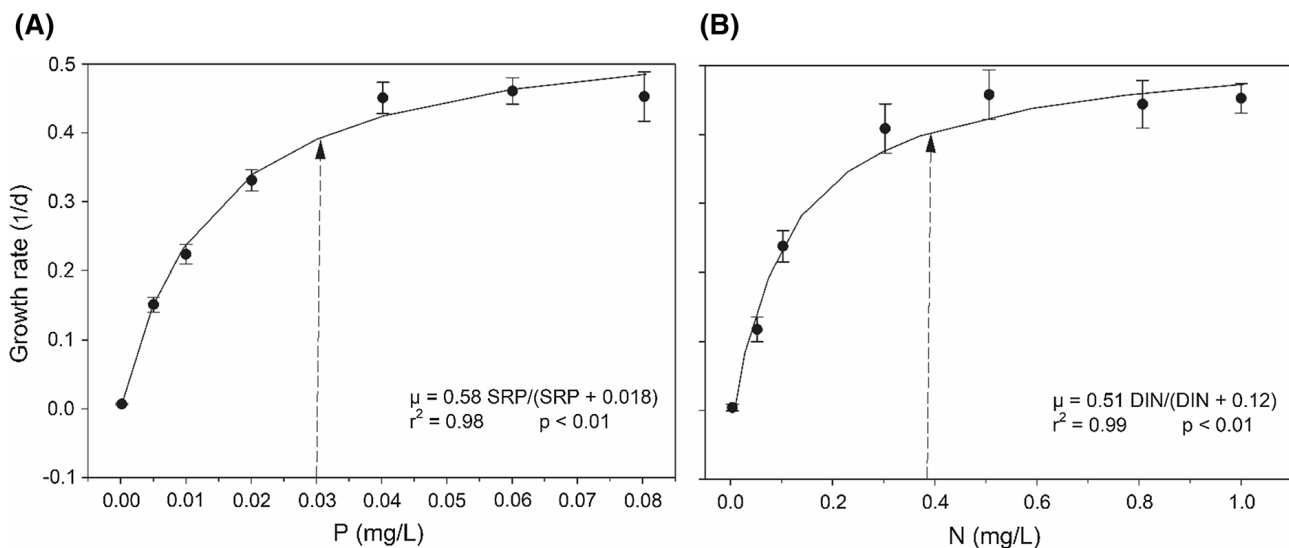 (A)
(B)
Growth rate (1/d)
0.5
0.4
0.3
0.2
0.1
0.0
-0.1
μ = 0.58 SRP/(SRP + 0.018)
r² = 0.98 p < 0.01
0.00 0.01 0.02 0.03 0.04 0.05 0.06 0.07 0.08
P (mg/L)
μ = 0.51 DIN/(DIN + 0.12)
r² = 0.99 p < 0.01
0.0 0.2 0.4 0.6 0.8 1.0
N (mg/L)